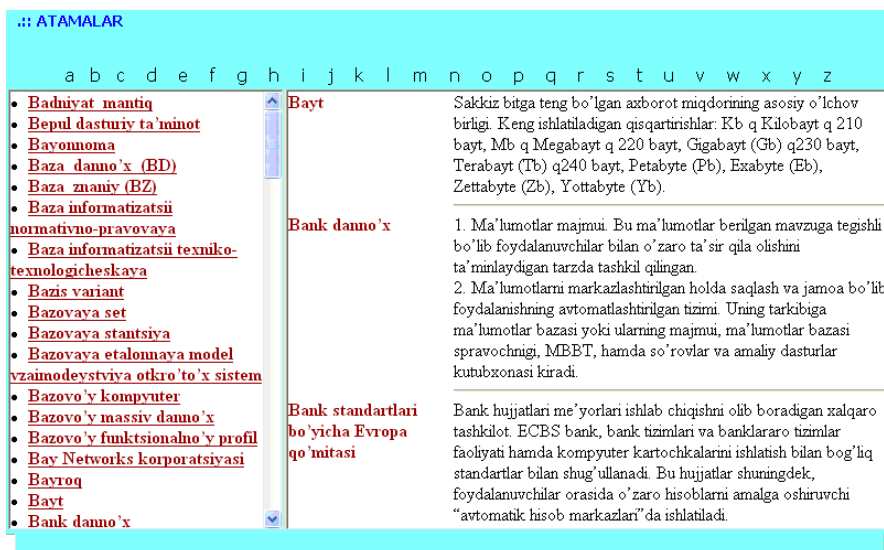 .:: ATAMALAR
a b c d e f g h i j k l m n o p q r s t u v w x y z
• Badniyat mantiq
• Bepul dasturiy ta’minot
• Bayonnoma
• Baza danno’x (BD)
• Baza znaniy (BZ)
• Baza informatizatsii
normativno-pravovaya
• Baza informatizatsii texniko-
texnologicheskaya
• Bazis variant
• Bazovaya set
• Bazovaya stantsiya
• Bazovaya etalonnaya model
vzaimodeystviya otkro’to’x sistem
• Bazovo’y kompyuter
• Bazovo’y massiv danno’x
• Bazovo’y funktsionalno’y profil
• Bay Networks korporatsiyasi
• Bayroq
• Bayt
• Bank danno’x
Bayt
Sakkiz bitga teng bo’lgan axborot miqdorining asosiy o’lchov
birligi. Keng ishlatiladigan qisqartirishlar: Kb q Kilobayt q 210
bayt, Mb q Megabayt q 220 bayt, Gigabayt (Gb) q230 bayt,
Terabayt (Tb) q240 bayt, Petabyte (Pb), Exabyte (Eb),
Zettabyte (Zb), Yottabyte (Yb).
Bank danno’x
1. Ma’lumotlar majmui. Bu ma’lumotlar berilgan mavzuga tegishli
bo’lib foydalanuvchilar bilan o’zaro ta’sir qila olishini
ta’minlaydigan tarzda tashkil qilingan.
2. Ma’lumotlarni markazlashtirilgan holda saqlash va jamoa bo’lib
foydalanishning avtomatlashtirilgan tizimi. Uning tarkibiga
ma’lumotlar bazasi yoki ularning majmui, ma’lumotlar bazasi
spravochnigi, MBBT, hamda so’rovlar va amaliy dasturlar
kutubxonasi kiradi.
Bank standartlari
bo’yicha Evropa
qo’mitasi
Bank hujjatlari me’yorlari ishlab chiqishni olib boradigan xalqaro
tashkilot. ECBS bank, bank tizimlari va banklararo tizimlar
faoliyati hamda kompyuter kartochkalarini ishlatish bilan bog’liq
standartlar bilan shug’ullanadi. Bu hujjatlar shuningdek,
foydalanuvchilar orasida o’zaro hisoblarni amalga oshiruvchi
“avtomatik hisob markazlari”da ishlatiladi.